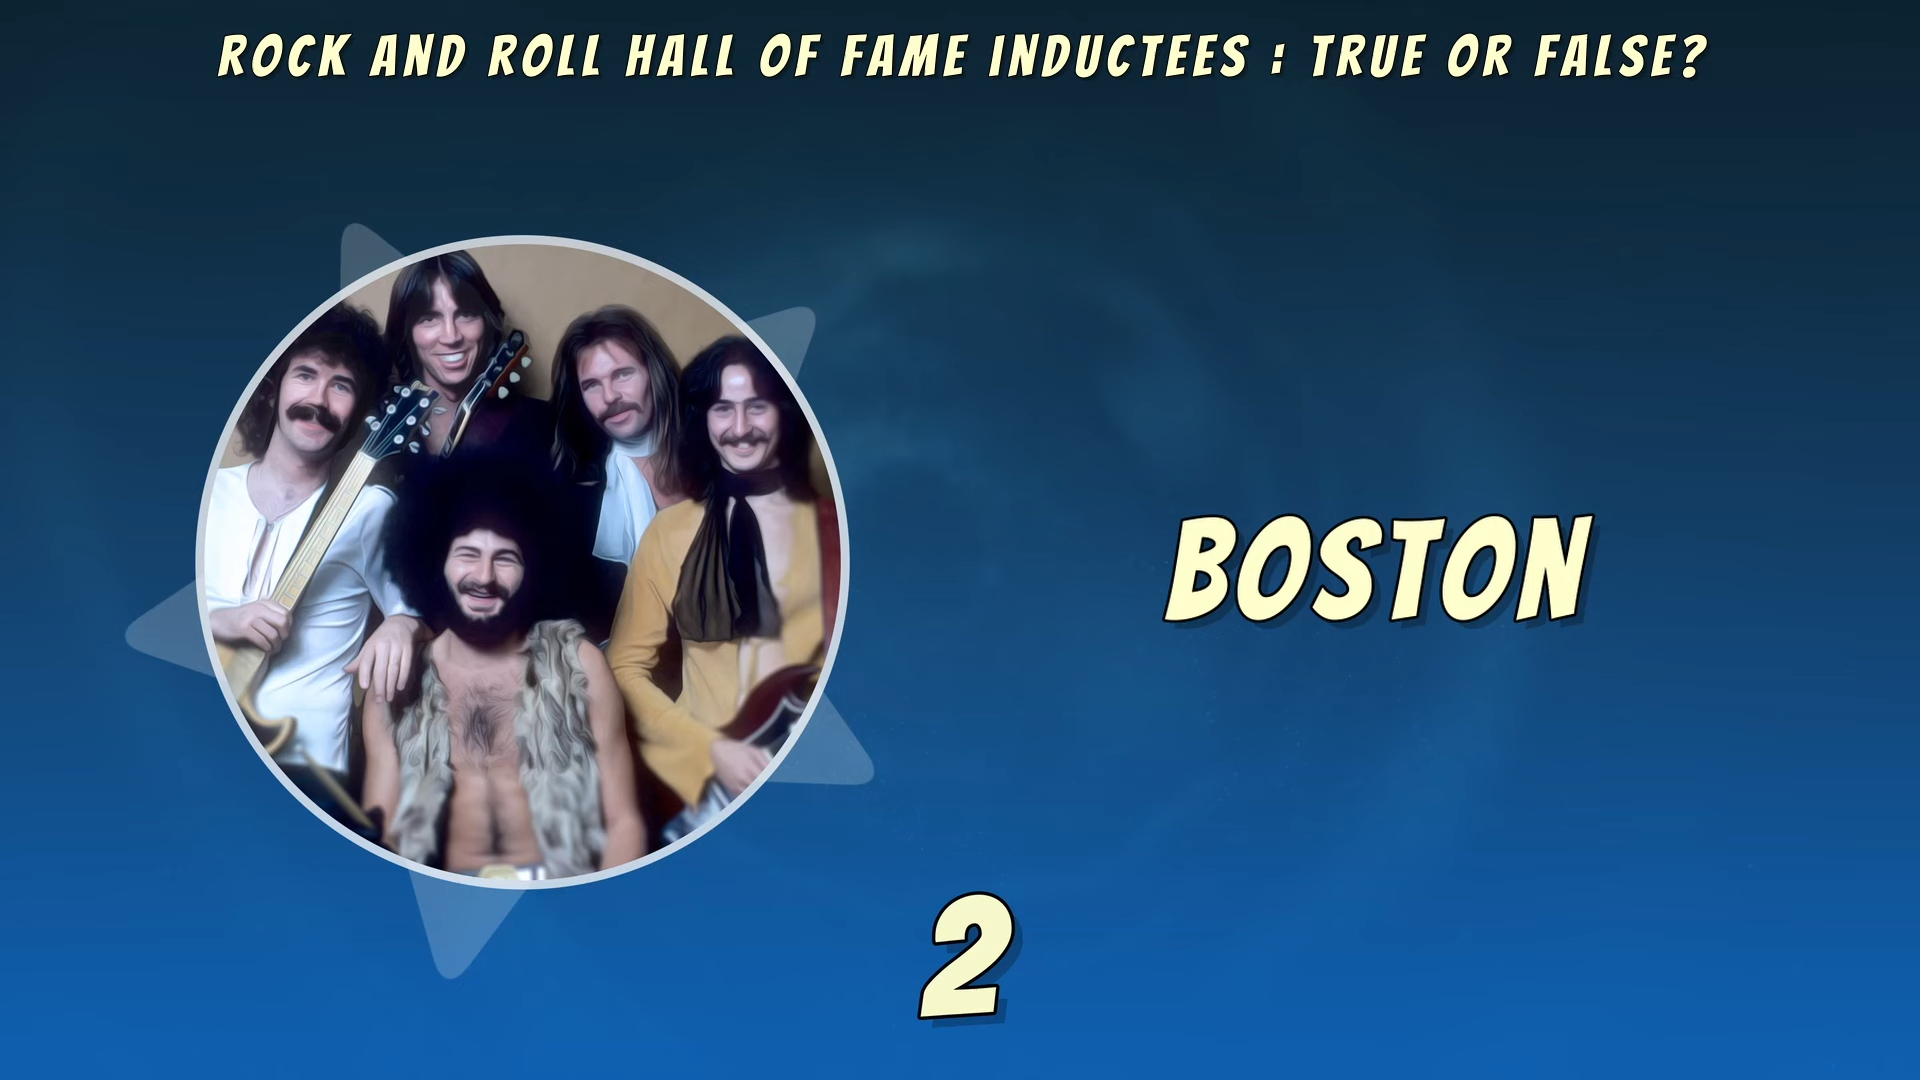 ROCK AND ROLL HALL OF FAME INDUCTEES : TRUE OR FALSE?
BOSTON
2